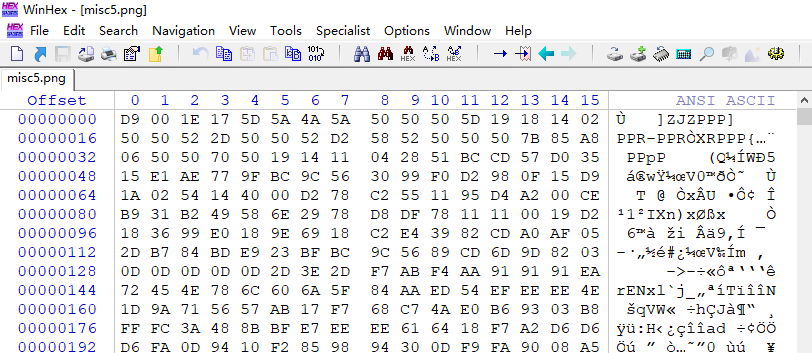 WinHex - [misc5.png]
File Edit Search Navigation View Tools Specialist Options Window Help
misc5.png
Offset 0 1 2 3 4 5 6 7 8 9 10 11 12 13 14 15 ANSI ASCII
00000000 D9 00 1E 17 5D 5A 4A 5A 50 50 50 5D 19 18 14 02 Ù ]ZJZPPP]
00000016 50 50 52 2D 50 50 52 D2 58 52 50 50 50 7B 85 A8 PPR-PPRÒXRPPP{…¨
00000032 06 50 50 70 50 19 14 11 04 28 51 BC CD 57 D0 35 PPpP (Q¼ÍWÐ5
00000048 15 E1 AE 77 9F BC 9C 56 30 99 F0 D2 98 0F 15 D9 á®wŸ¼œV0™ðÒ˜ Ù
00000064 1A 02 54 14 40 00 D2 78 C2 55 11 95 D4 A2 00 CE T @ ÒxÂU •Ô¢ Î
00000080 B9 31 B2 49 58 6E 29 78 D8 DF 78 11 11 00 19 D2 ¹1²IXn)xØßx Ò
00000096 18 36 99 E0 18 9E 69 18 C2 E4 39 82 CD A0 AF 05 6™à ži Âä9‚Í ¯
00000112 2D B7 84 BD E9 23 BF BC 9C 56 89 CD 6D 9D 82 03 -·„½é#¿¼œV‰Ím ‚
00000128 0D 0D 0D 0D 2D 3E 2D F7 AB F4 AA 91 91 91 EA ->-÷«ôª‘‘‘ê
00000144 72 45 4E 78 6C 60 6A 5F 84 AA ED 54 EF EE EE 4E rENxl`j_„ªíTïîîN
00000160 1D 9A 71 56 57 AB 17 F7 68 C7 4A E0 B6 93 03 B8 šqVW« ÷hÇJà¶“ ¸
00000176 FF FC 3A 48 8B BF E7 EE EE 61 64 18 F7 A2 D6 D6 ÿü:H‹¿çîîad ÷¢ÖÖ
00000192 D6 FA 0D 94 10 F2 85 98 94 30 0D F9 FA 90 08 A5 Öú ” ò…˜”0 ùú ¥